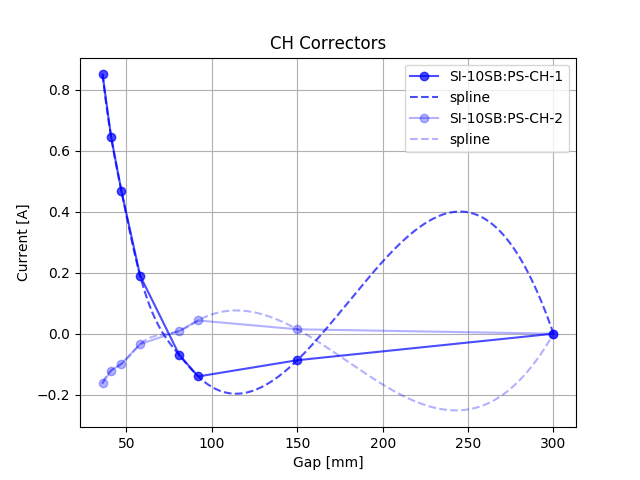 CH Correctors
SI-10SB:PS-CH-1
spline
SI-10SB:PS-CH-2
spline
Current [A]
0.8
0.6
0.4
0.2
0.0
−0.2
50
100
150
200
250
300
Gap [mm]